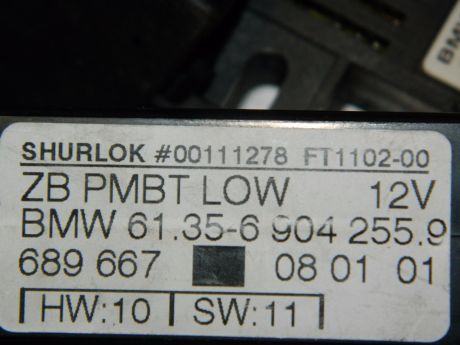 BM
SHURLOK #00111278 FT1102-00
ZB PMBT LOW 12V
BMW 61.35-6 904 255.9
689 667 08 01 01
HW:10 SW:11